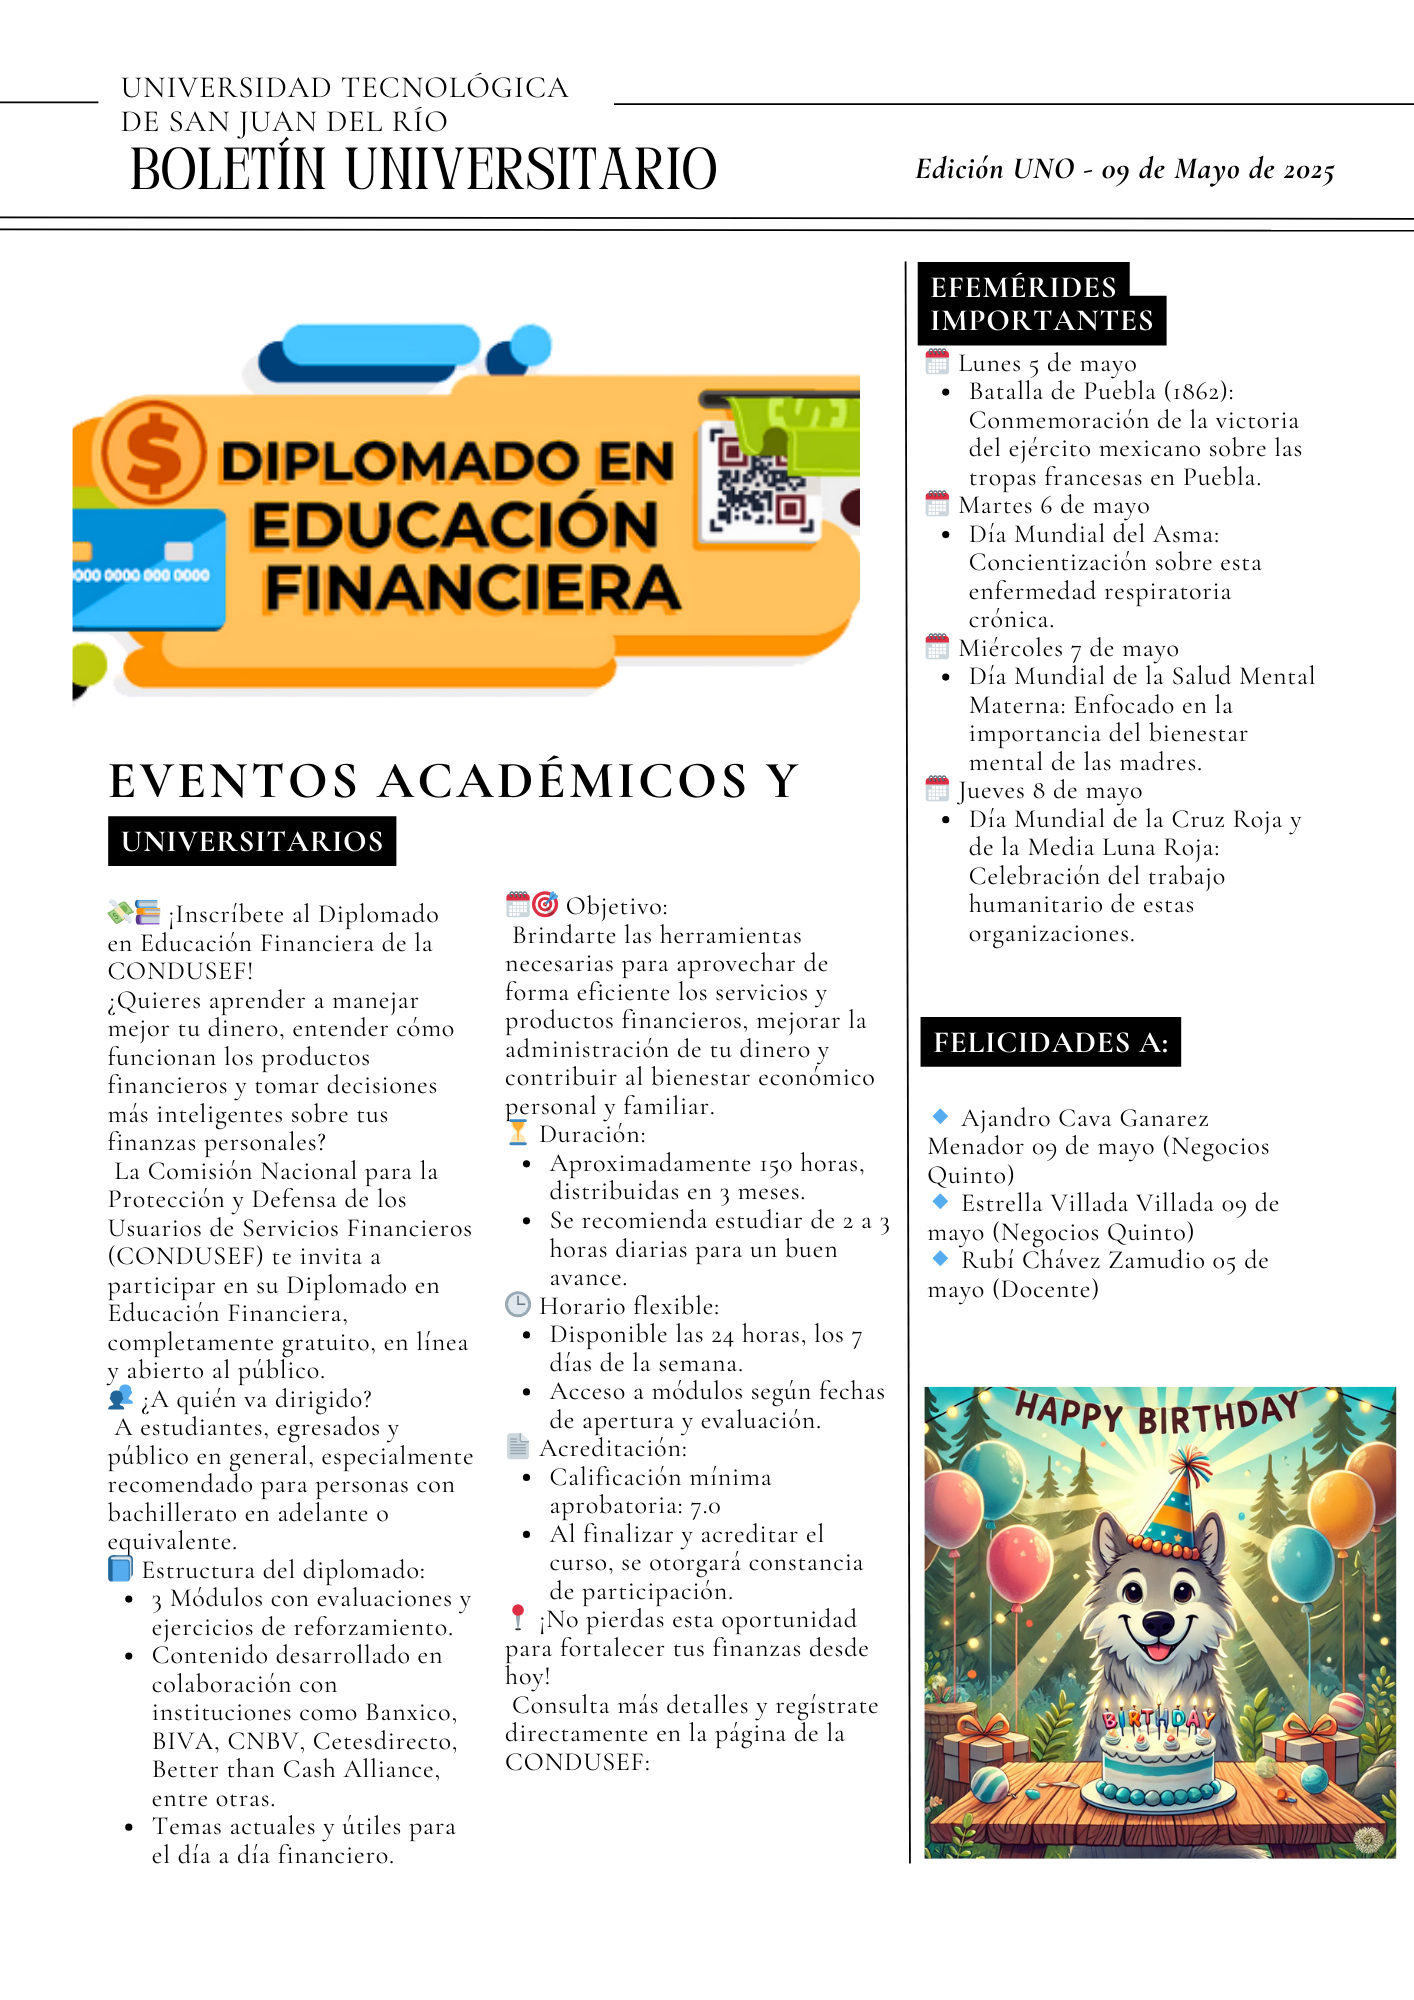 UNIVERSIDAD TECNOLÓGICA
DE SAN JUAN DEL RÍO
BOLETÍN UNIVERSITARIO
Edición UNO - 09 de Mayo de 2025
DIPLOMADO EN
EDUCACIÓN
FINANCIERA
000 0000 000 0000
EVENTOS ACADÉMICOS Y
UNIVERSITARIOS
💸📚 ¡Inscríbete al Diplomado
en Educación Financiera de la
CONDUSEF!
¿Quieres aprender a manejar
mejor tu dinero, entender cómo
funcionan los productos
financieros y tomar decisiones
más inteligentes sobre tus
finanzas personales?
La Comisión Nacional para la
Protección y Defensa de los
Usuarios de Servicios Financieros
(CONDUSEF) te invita a
participar en su Diplomado en
Educación Financiera,
completamente gratuito, en línea
y abierto al público.
👥 ¿A quién va dirigido?
A estudiantes, egresados y
público en general, especialmente
recomendado para personas con
bachillerato en adelante o
equivalente.
📘 Estructura del diplomado:
• 3 Módulos con evaluaciones y
ejercicios de reforzamiento.
• Contenido desarrollado en
colaboración con
instituciones como Banxico,
BIVA, CNBV, Cetesdirecto,
Better than Cash Alliance,
entre otras.
• Temas actuales y útiles para
el día a día financiero.
🗓️🎯 Objetivo:
Brindarte las herramientas
necesarias para aprovechar de
forma eficiente los servicios y
productos financieros, mejorar la
administración de tu dinero y
contribuir al bienestar económico
personal y familiar.
⏳ Duración:
• Aproximadamente 150 horas,
distribuidas en 3 meses.
• Se recomienda estudiar de 2 a 3
horas diarias para un buen
avance.
🕒 Horario flexible:
• Disponible las 24 horas, los 7
días de la semana.
• Acceso a módulos según fechas
de apertura y evaluación.
📄 Acreditación:
• Calificación mínima
aprobatoria: 7.0
• Al finalizar y acreditar el
curso, se otorgará constancia
de participación.
📍 ¡No pierdas esta oportunidad
para fortalecer tus finanzas desde
hoy!
Consulta más detalles y regístrate
directamente en la página de la
CONDUSEF:
EFEMÉRIDES
IMPORTANTES
🗓️ Lunes 5 de mayo
• Batalla de Puebla (1862):
Conmemoración de la victoria
del ejército mexicano sobre las
tropas francesas en Puebla.
🗓️ Martes 6 de mayo
• Día Mundial del Asma:
Concientización sobre esta
enfermedad respiratoria
crónica.
🗓️ Miércoles 7 de mayo
• Día Mundial de la Salud Mental
Materna: Enfocado en la
importancia del bienestar
mental de las madres.
🗓️ Jueves 8 de mayo
• Día Mundial de la Cruz Roja y
de la Media Luna Roja:
Celebración del trabajo
humanitario de estas
organizaciones.
FELICIDADES A:
🔹 Ajandro Cava Ganarez
Menador 09 de mayo (Negocios
Quinto)
🔹 Estrella Villada Villada 09 de
mayo (Negocios Quinto)
🔹 Rubí Chávez Zamudio 05 de
mayo (Docente)
HAPPY BIRTHDAY
BIRTHDAY